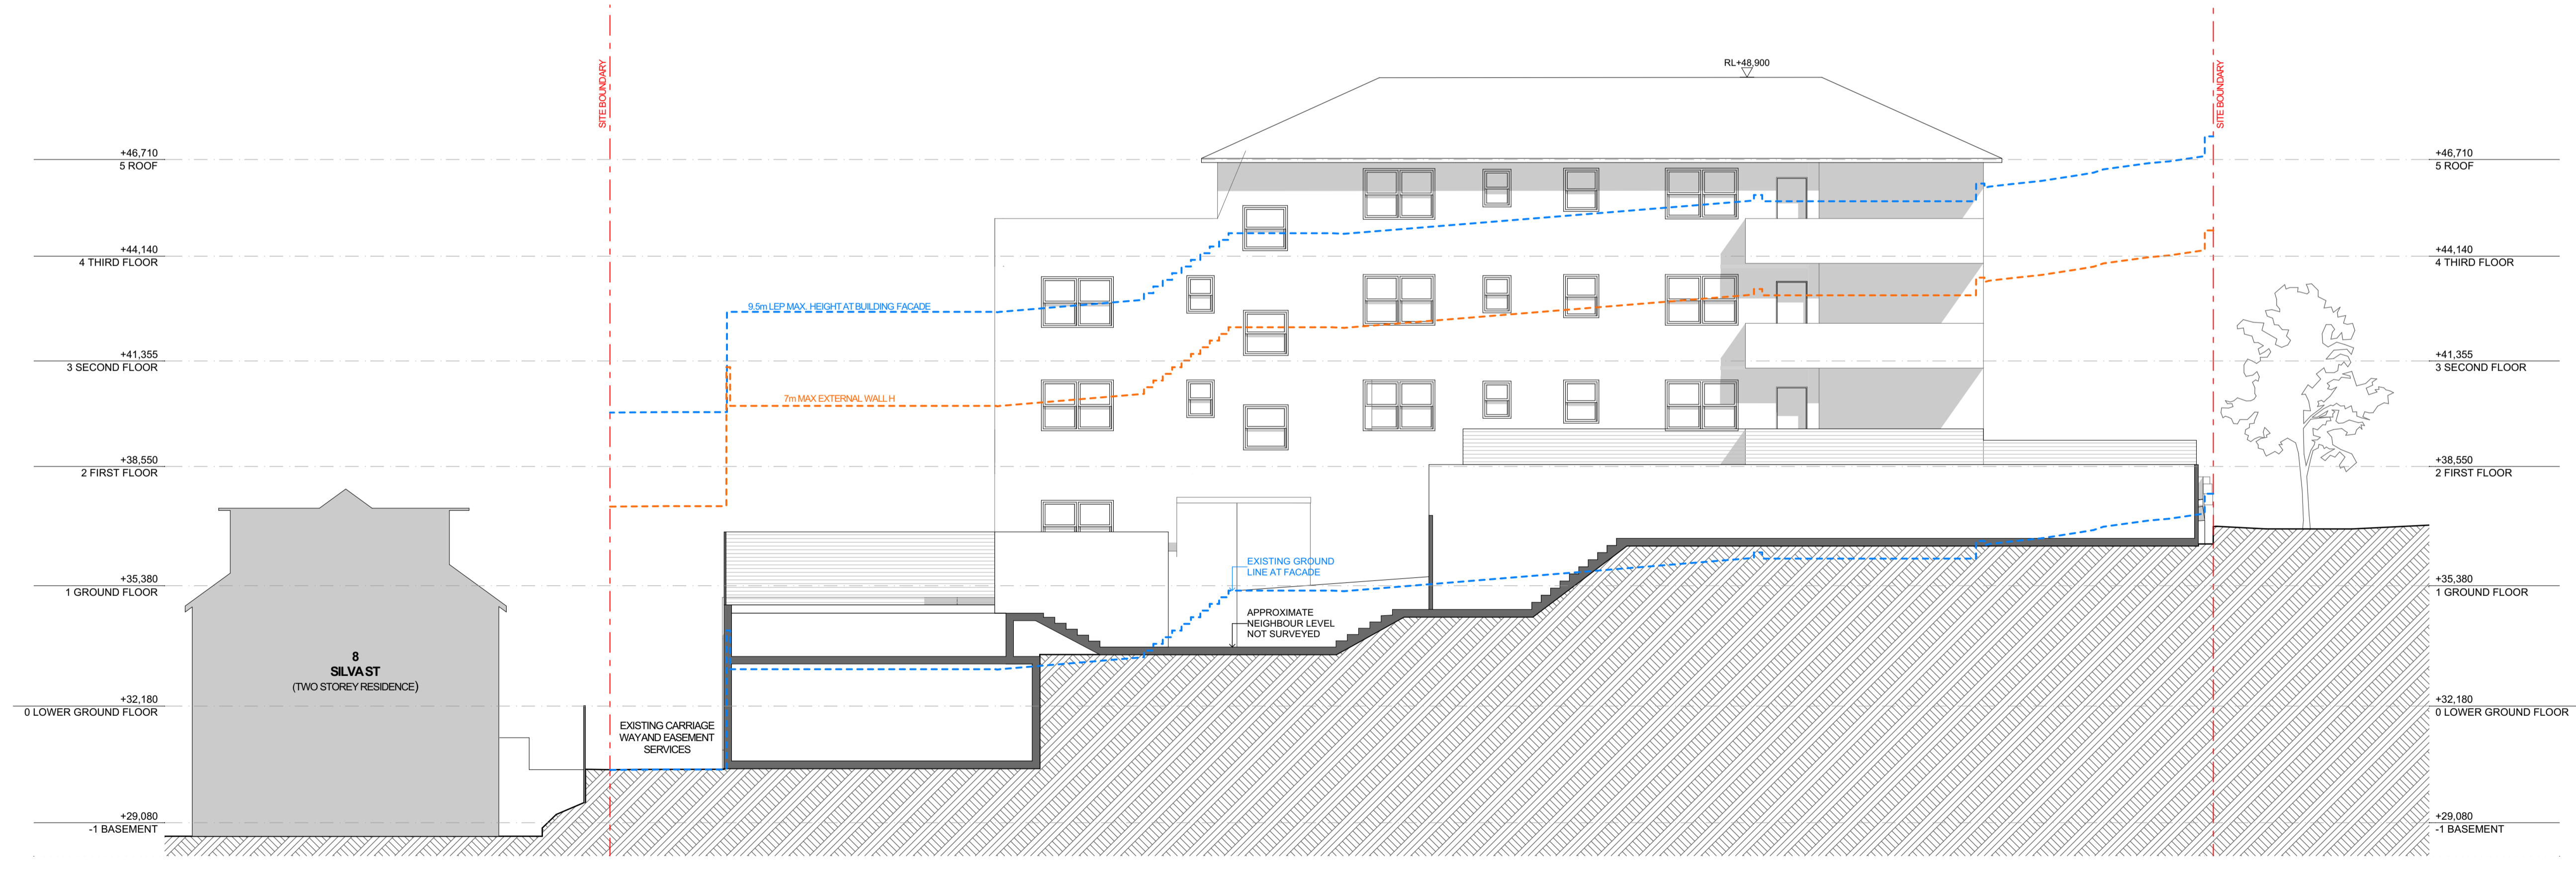 RL+48,900
SITE BOUNDARY
SITE BOUNDARY
+46,710
5 ROOF
+46,710
5 ROOF
+44,140
4 THIRD FLOOR
+44,140
4 THIRD FLOOR
9.5m LEP MAX. HEIGHT AT BUILDING FACADE
+41,355
3 SECOND FLOOR
+41,355
3 SECOND FLOOR
7m MAX EXTERNAL WALL H
+38,550
2 FIRST FLOOR
+38,550
2 FIRST FLOOR
EXISTING GROUND
LINE AT FACADE
+35,380
1 GROUND FLOOR
+35,380
1 GROUND FLOOR
APPROXIMATE
NEIGHBOUR LEVEL
NOT SURVEYED
8
SILVA ST
(TWO STOREY RESIDENCE)
+32,180
0 LOWER GROUND FLOOR
+32,180
0 LOWER GROUND FLOOR
EXISTING CARRIAGE
WAY AND EASEMENT
SERVICES
+29,080
-1 BASEMENT
+29,080
-1 BASEMENT